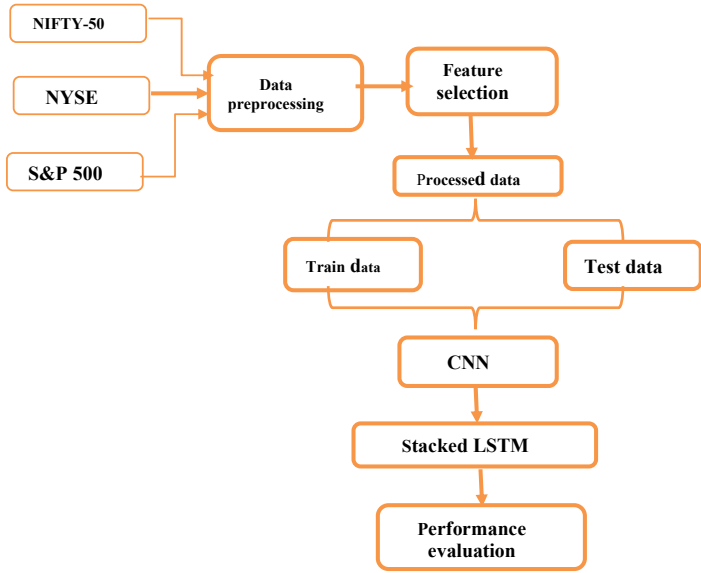 NIFTY-50
NYSE
S&P 500
Data
preprocessing
Feature
selection
Processed data
Train data
Test data
CNN
Stacked LSTM
Performance
evaluation